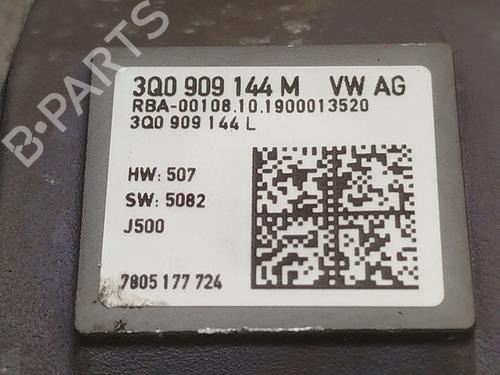 3Q0 909 144 M VW AG
RBA-00108.10.1900013520
3Q0 909 144 L
HW: 507
SW: 5082
J500
7805 177 724
B-PARTS